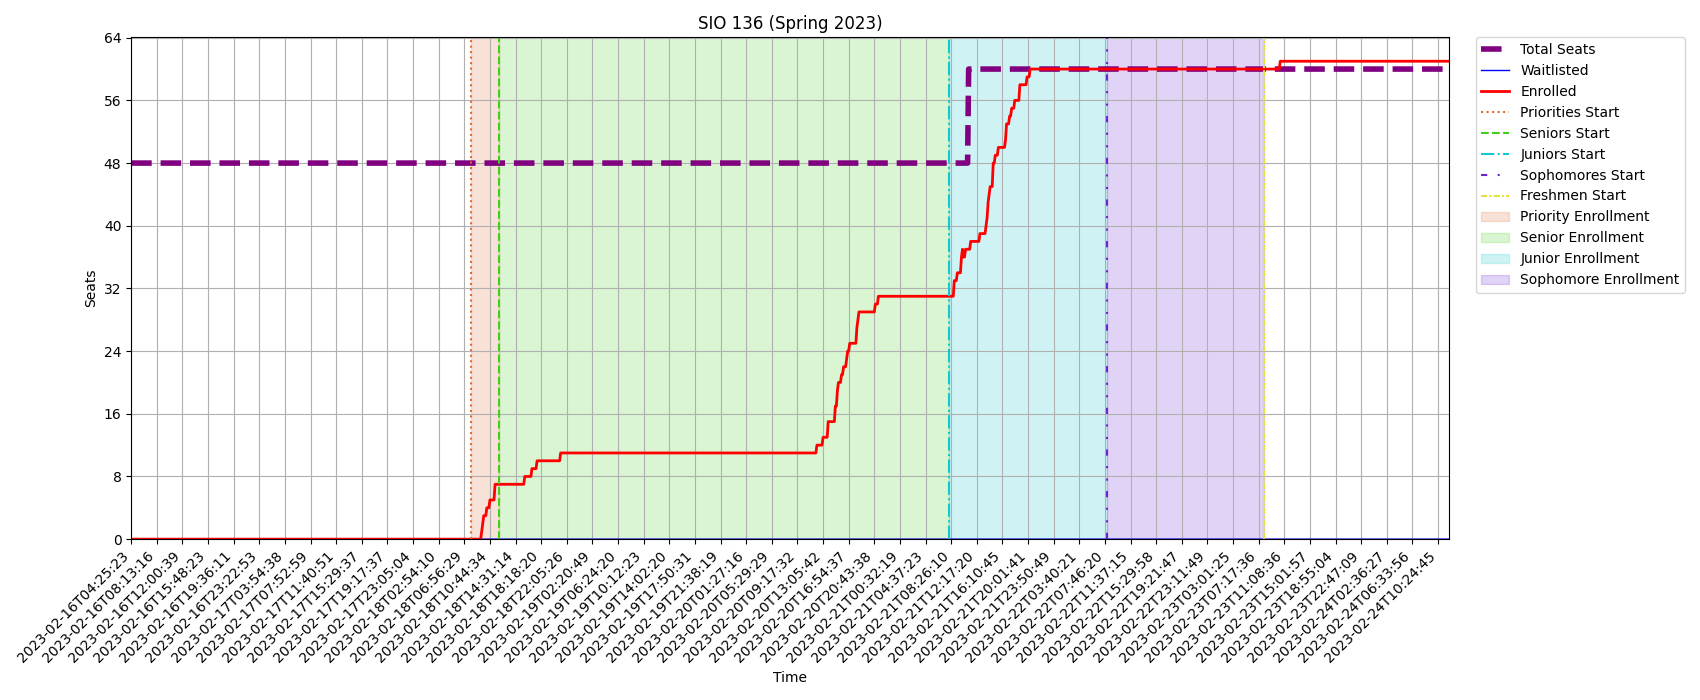 SIO 136 (Spring 2023)
64
56
48
40
32
24
16
8
0
Seats
2023-02-16T04:25:23
2023-02-16T08:13:16
2023-02-16T12:00:39
2023-02-16T15:48:23
2023-02-16T19:36:11
2023-02-16T23:22:53
2023-02-17T03:54:38
2023-02-17T07:52:59
2023-02-17T11:40:51
2023-02-17T15:29:37
2023-02-17T19:17:37
2023-02-17T23:05:04
2023-02-18T02:54:10
2023-02-18T06:56:29
2023-02-18T10:44:34
2023-02-18T14:31:14
2023-02-18T18:18:20
2023-02-18T22:05:26
2023-02-19T02:20:49
2023-02-19T06:24:20
2023-02-19T10:12:23
2023-02-19T14:02:20
2023-02-19T17:50:31
2023-02-19T21:38:19
2023-02-20T01:27:16
2023-02-20T05:29:29
2023-02-20T09:17:32
2023-02-20T13:05:42
2023-02-20T16:54:37
2023-02-20T20:43:38
2023-02-21T00:32:19
2023-02-21T04:37:23
2023-02-21T08:26:10
2023-02-21T12:17:20
2023-02-21T16:10:45
2023-02-21T20:01:41
2023-02-21T23:50:49
2023-02-22T03:40:21
2023-02-22T07:46:20
2023-02-22T11:37:15
2023-02-22T15:29:58
2023-02-22T19:21:47
2023-02-22T23:11:49
2023-02-23T03:01:25
2023-02-23T07:17:36
2023-02-23T11:08:36
2023-02-23T15:01:57
2023-02-23T18:55:04
2023-02-23T22:47:09
2023-02-24T02:36:27
2023-02-24T06:33:56
2023-02-24T10:24:45
Time
Total Seats
Waitlisted
Enrolled
Priorities Start
Seniors Start
Juniors Start
Sophomores Start
Freshmen Start
Priority Enrollment
Senior Enrollment
Junior Enrollment
Sophomore Enrollment